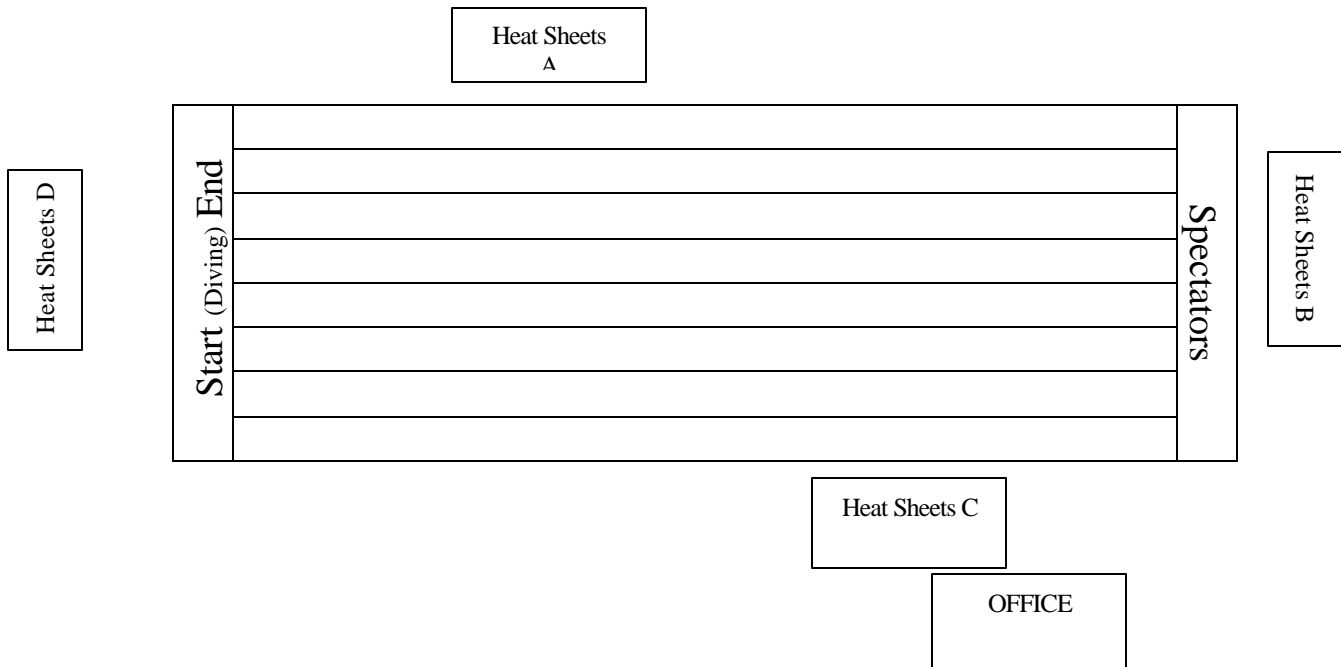 Heat Sheets
A
Heat Sheets D
Start (Diving) End
Spectators
Heat Sheets B
Heat Sheets C
OFFICE